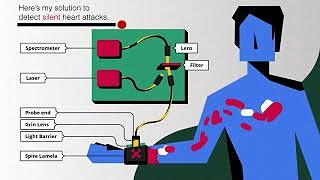 Here's my solution to
detect silent heart attacks.
Spectrometer
Lens
Filter
Laser
Probe end
Grin Lens
Light Barrier
Spire Lamela